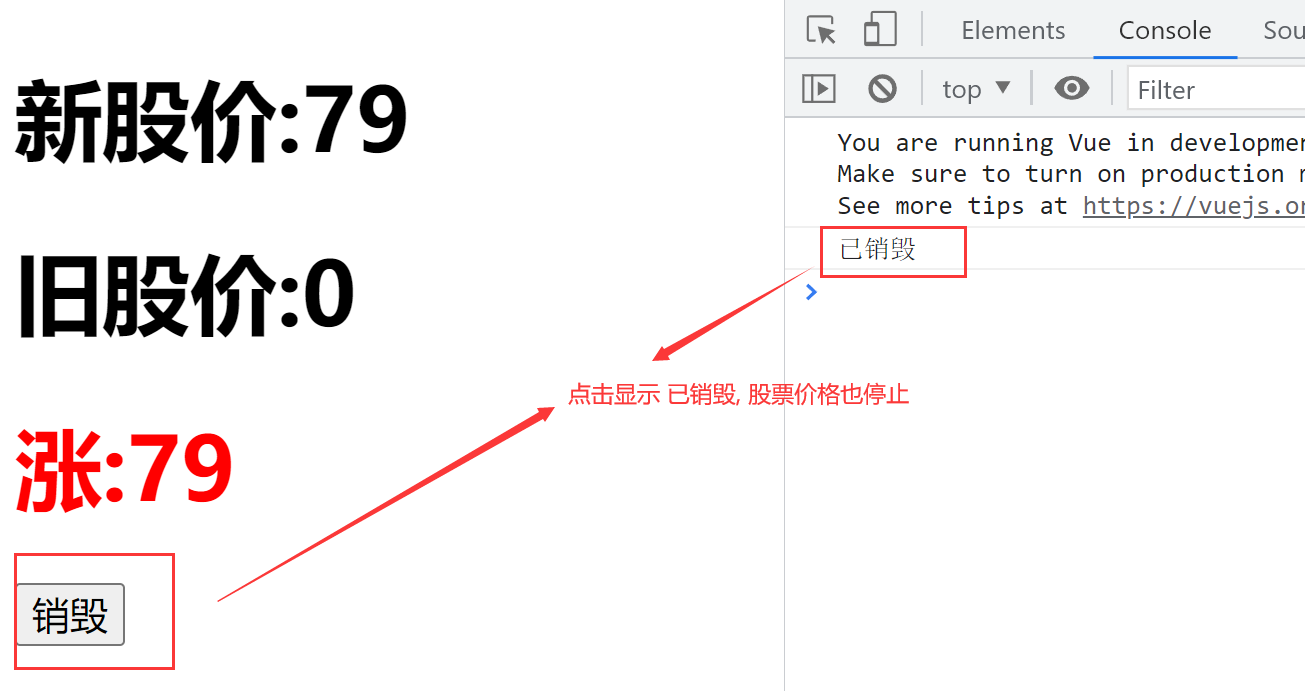 新股价:79
旧股价:0
涨:79
销毁
点击显示 已销毁, 股票价格也停止
Elements Console Sou
top Filter
You are running Vue in developmen
Make sure to turn on production m
See more tips at https://vuejs.or
已销毁